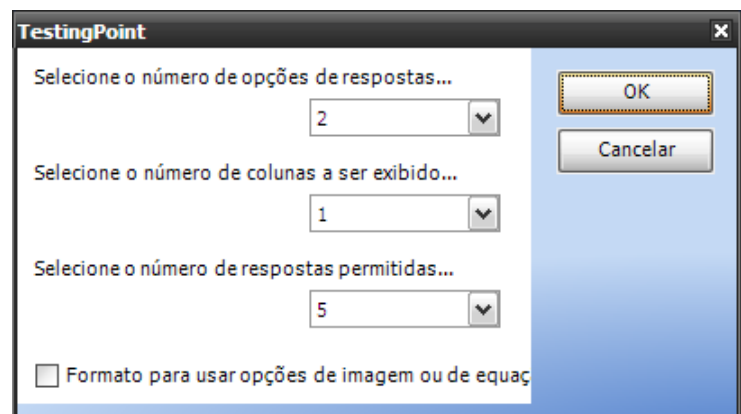 TestingPoint
Selecione o número de opções de respostas...
2
OK
Cancelar
Selecione o número de colunas a ser exibido...
1
Selecione o número de respostas permitidas...
5
Formato para usar opções de imagem ou de equaç